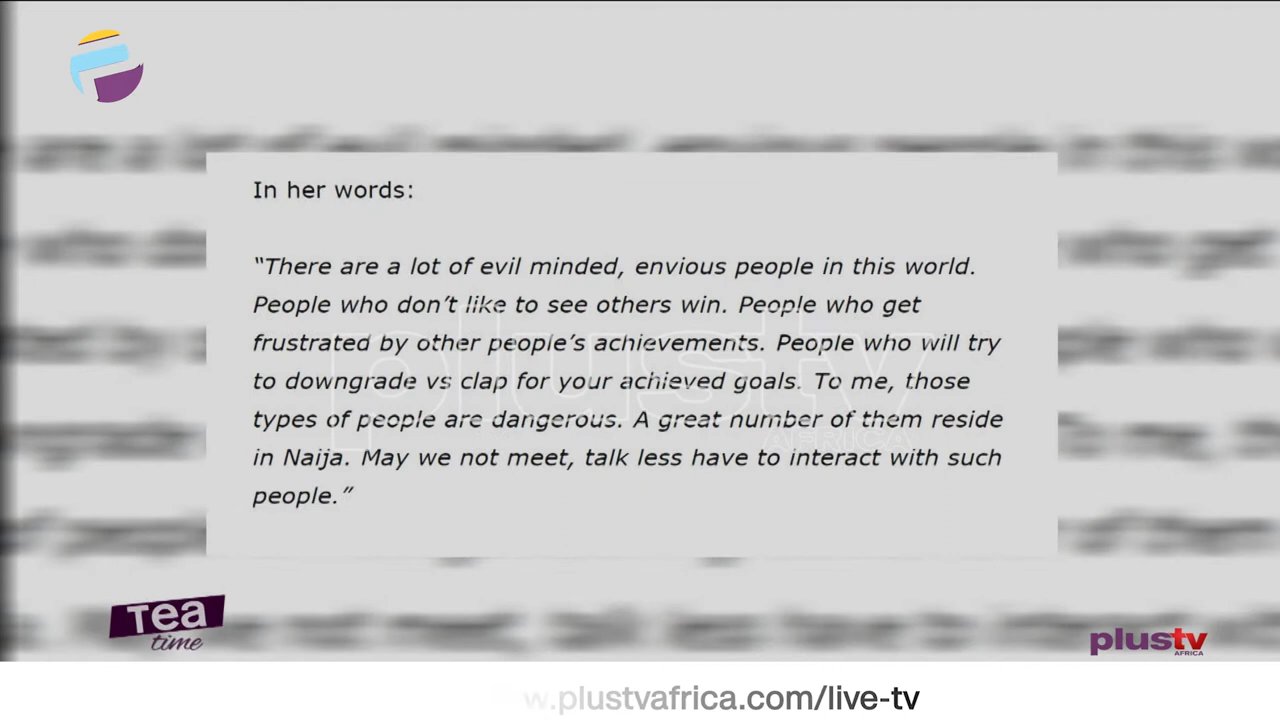 In her words:
“There are a lot of evil minded, envious people in this world.
People who don’t like to see others win. People who get
frustrated by other people’s achievements. People who will try
to downgrade vs clap for your achieved goals. To me, those
types of people are dangerous. A great number of them reside
in Naija. May we not meet, talk less have to interact with such
people.”
plustv
AFRICA
Tea
time
plustv
AFRICA
w.plustvafrica.com/live-tv